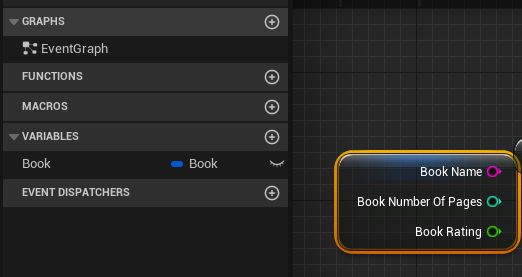 GRAPHS
EventGraph
FUNCTIONS
MACROS
VARIABLES
Book Book
EVENT DISPATCHERS
Book Name
Book Number Of Pages
Book Rating